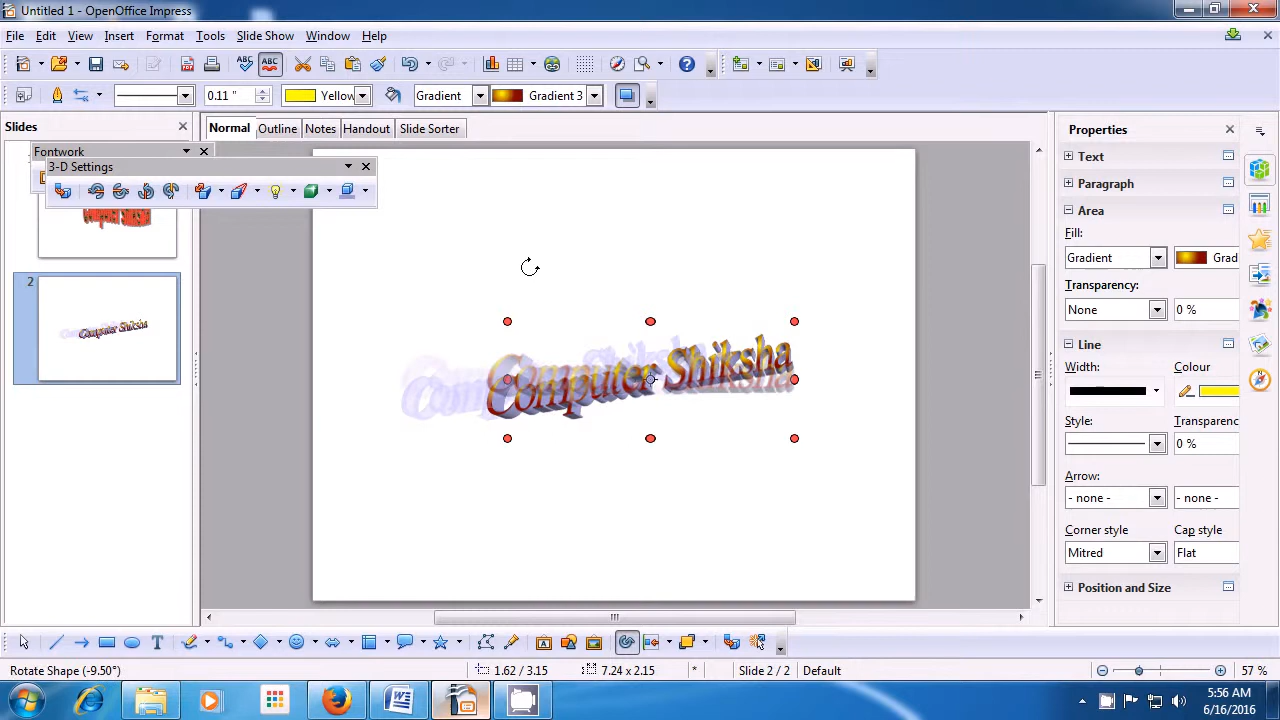 Untitled 1 - OpenOffice Impress
File Edit View Insert Format Tools Slide Show Window Help
0.11 " Yellow Gradient Gradient 3
Slides
Normal Outline Notes Handout Slide Sorter
Fontwork
3-D Settings
2
Computer Shiksha
Computer Shiksha
Properties
Text
Paragraph
Area
Fill:
Gradient Grad
Transparency:
None 0 %
Line
Width: Colour
Style: Transparenc
0 %
Arrow:
- none - - none -
Corner style Cap style
Mitred Flat
Position and Size
Rotate Shape (-9.50°) 1.62 / 3.15 7.24 x 2.15 * Slide 2 / 2 Default 57 %
5:56 AM
6/16/2016